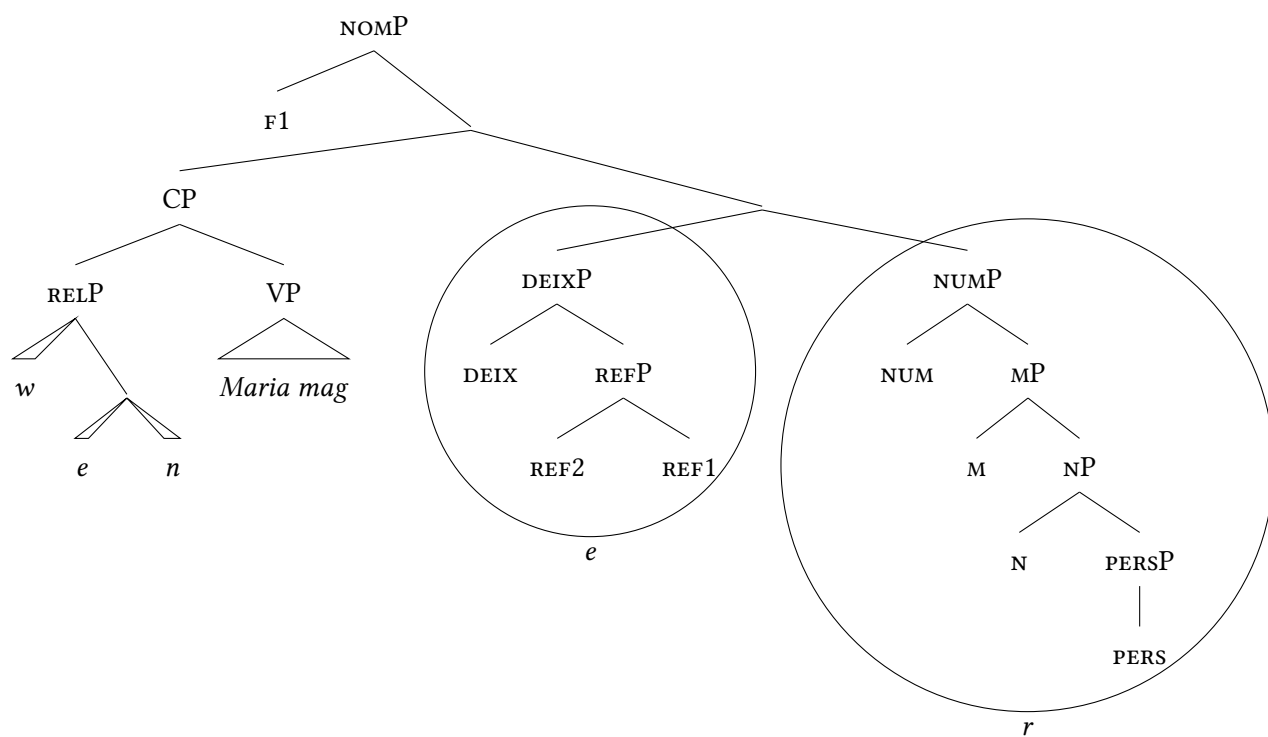 NOMP
F1
CP
RELP VP DEIXP NUMP
w Maria mag DEIX REFP NUM MP
e n REF2 REF1 M NP
e N PERSP
PERS
r